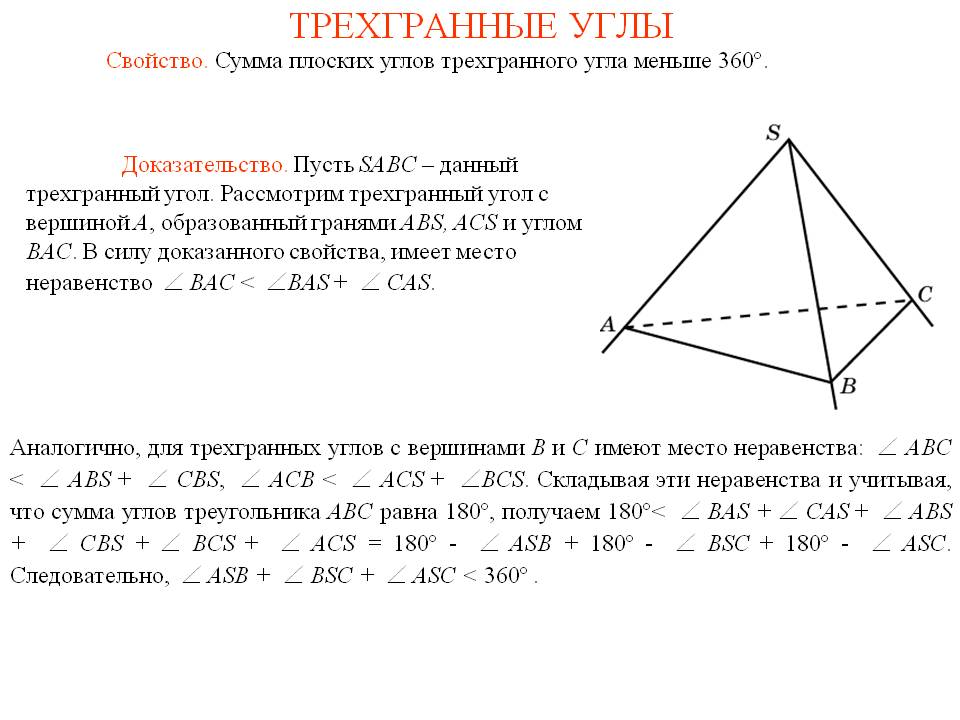 ТРЕХГРАННЫЕ УГЛЫ
Свойство. Сумма плоских углов трехгранного угла меньше 360°.
Доказательство. Пусть SABC – данный
трехгранный угол. Рассмотрим трехгранный угол с
вершиной A, образованный гранями ABS, ACS и углом
BAC. В силу доказанного свойства, имеет место
неравенство ∠ BAC < ∠BAS + ∠ CAS.
S
A
C
B
Аналогично, для трехгранных углов с вершинами B и C имеют место неравенства: ∠ ABC
< ∠ ABS + ∠ CBS, ∠ ACB < ∠ ACS + ∠BCS. Складывая эти неравенства и учитывая,
что сумма углов треугольника ABC равна 180°, получаем 180°< ∠ BAS + ∠ CAS + ∠ ABS
+ ∠ CBS + ∠ BCS + ∠ ACS = 180° - ∠ ASB + 180° - ∠ BSC + 180° - ∠ ASC.
Следовательно, ∠ ASB + ∠ BSC + ∠ ASC < 360° .